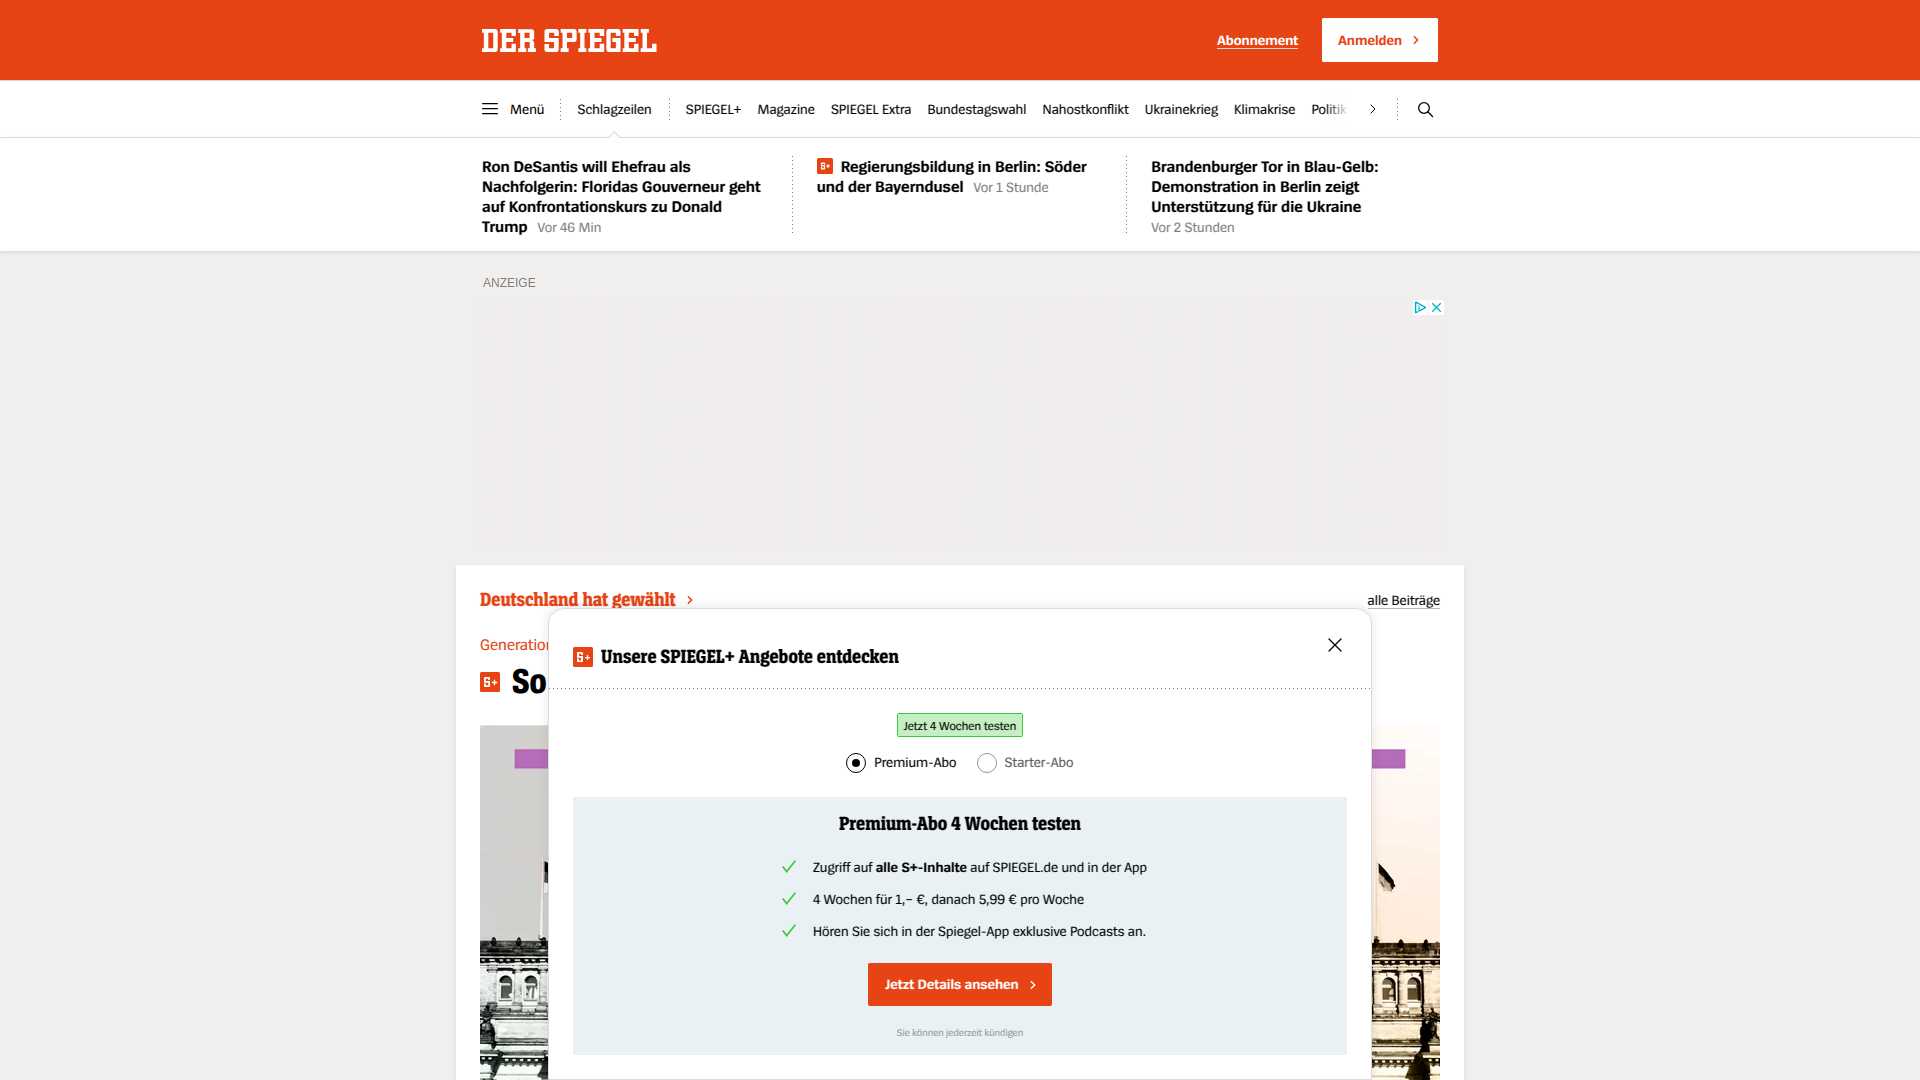 DER SPIEGEL
Abonnement
Anmelden
Menü
Schlagzeilen
SPIEGEL+
Magazine
SPIEGEL Extra
Bundestagswahl
Nahostkonflikt
Ukrainekrieg
Klimakrise
Politik
Ron DeSantis will Ehefrau als
Nachfolgerin: Floridas Gouverneur geht
auf Konfrontationskurs zu Donald
Trump Vor 46 Min
Regierungsbildung in Berlin: Söder
und der Bayerndusel Vor 1 Stunde
Brandenburger Tor in Blau-Gelb:
Demonstration in Berlin zeigt
Unterstützung für die Ukraine
Vor 2 Stunden
ANZEIGE
Deutschland hat gewählt
alle Beiträge
Generation
So
Unsere SPIEGEL+ Angebote entdecken
Jetzt 4 Wochen testen
Premium-Abo
Starter-Abo
Premium-Abo 4 Wochen testen
Zugriff auf alle S+-Inhalte auf SPIEGEL.de und in der App
4 Wochen für 1,– €, danach 5,99 € pro Woche
Hören Sie sich in der Spiegel-App exklusive Podcasts an.
Jetzt Details ansehen
Sie können jederzeit kündigen